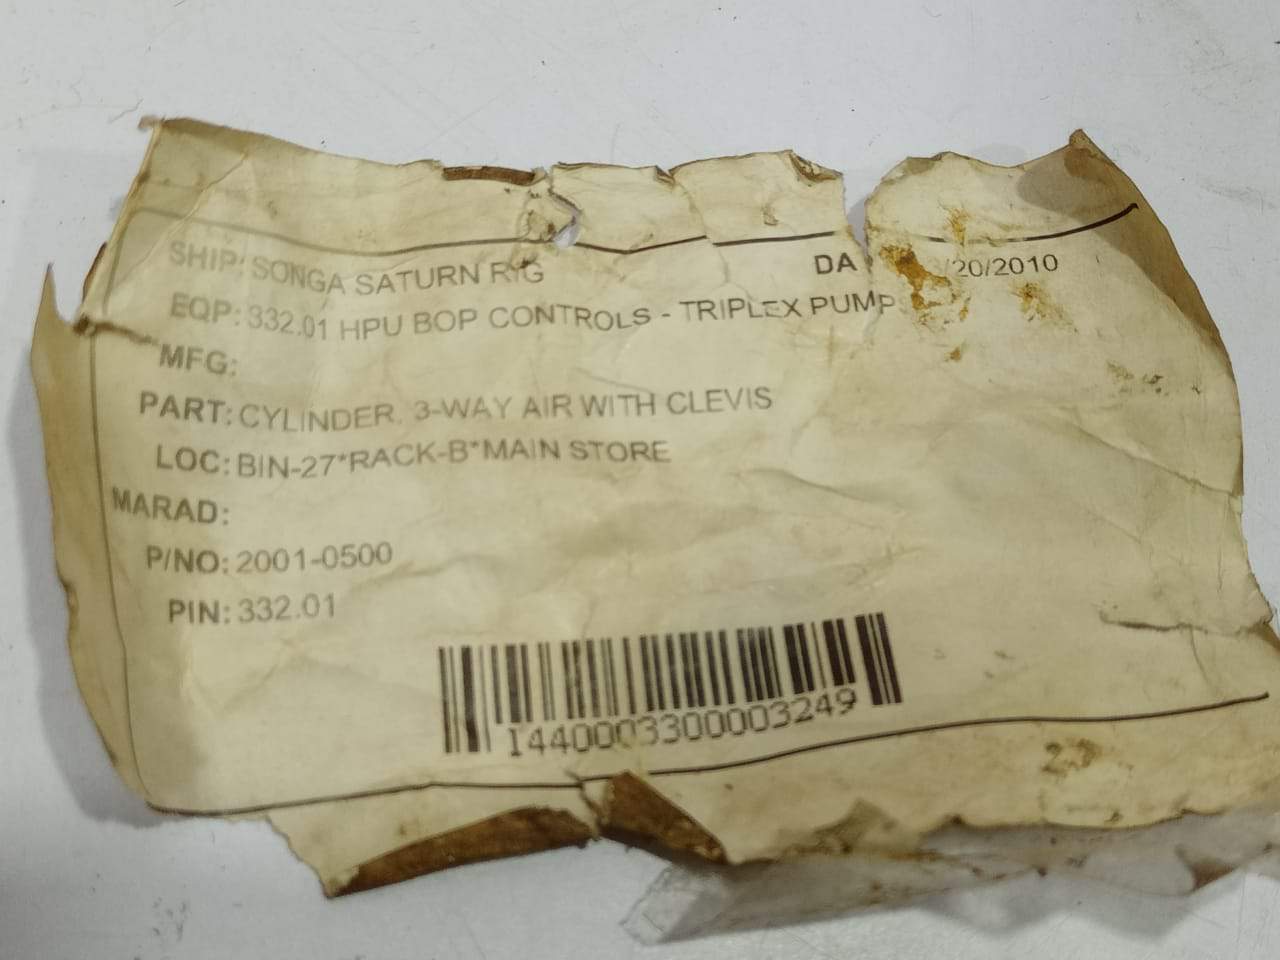 SHIP: SONGA SATURN RIG DA /20/2010
EQP: 332.01 HPU BOP CONTROLS - TRIPLEX PUMP
MFG:
PART: CYLINDER, 3-WAY AIR WITH CLEVIS
LOC: BIN-27*RACK-B*MAIN STORE
MARAD:
P/NO: 2001-0500
PIN: 332.01
1440003300003249